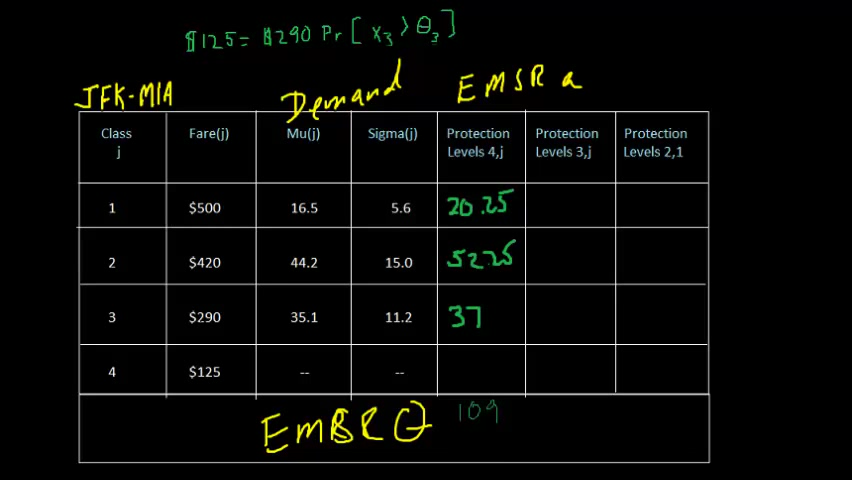 $125 = $290 Pr [ x3 > θ3 ]
JFK-MIA Demand EMSR a
Class j Fare(j) Mu(j) Sigma(j) Protection Levels 4,j Protection Levels 3,j Protection Levels 2,1
1 $500 16.5 5.6 20.25
2 $420 44.2 15.0 52.25
3 $290 35.1 11.2 37
4 $125 -- --
109